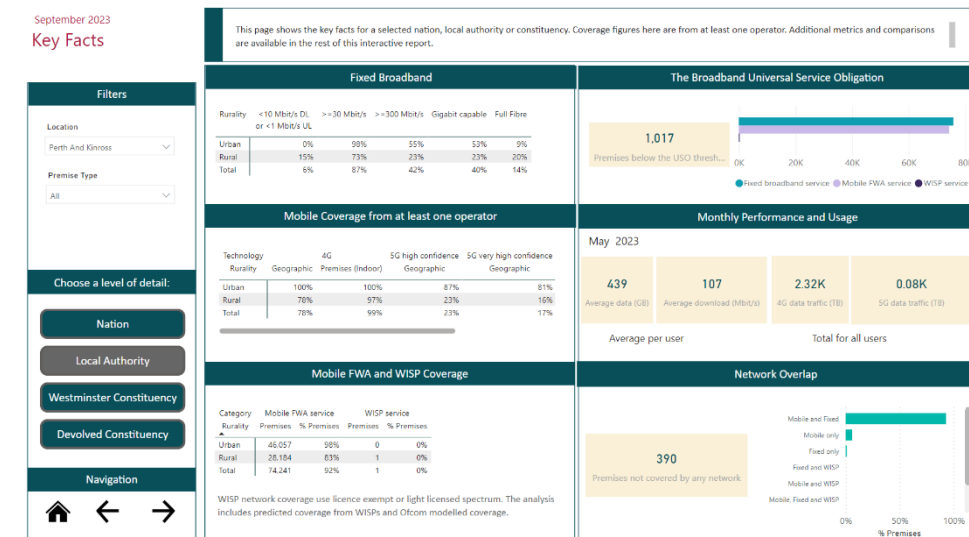 September 2023
Key Facts
This page shows the key facts for a selected nation, local authority or constituency. Coverage figures here are from at least one operator. Additional metrics and comparisons
are available in the rest of this interactive report.
Filters
Location
Perth And Kinross
Premise Type
All
Choose a level of detail:
Nation
Local Authority
Westminster Constituency
Devolved Constituency
Navigation
Fixed Broadband
Rurality <10 Mbit/s DL >=30 Mbit/s >=300 Mbit/s Gigabit capable Full Fibre
or <1 Mbit/s UL
Urban 0% 98% 55% 53% 9%
Rural 15% 73% 23% 23% 20%
Total 6% 87% 42% 40% 14%
Mobile Coverage from at least one operator
Technology 4G 5G high confidence 5G very high confidence
Rurality Geographic Premises (Indoor) Geographic Geographic
Urban 100% 100% 87% 81%
Rural 78% 97% 23% 16%
Total 78% 99% 23% 17%
Mobile FWA and WISP Coverage
Category Mobile FWA service WISP service
Rurality Premises % Premises Premises % Premises
Urban 46,057 98% 0 0%
Rural 28,184 83% 1 0%
Total 74,241 92% 1 0%
WISP network coverage use licence exempt or light licensed spectrum. The analysis
includes predicted coverage from WISPs and Ofcom modelled coverage.
The Broadband Universal Service Obligation
1,017
Premises below the USO thresh...
0K 20K 40K 60K 80
Fixed broadband service Mobile FWA service WISP service
Monthly Performance and Usage
May 2023
439 107 2.32K 0.08K
Average data (GB) Average download (Mbit/s) 4G data traffic (TB) 5G data traffic (TB)
Average per user Total for all users
Network Overlap
390
Premises not covered by any network
Mobile and Fixed
Mobile only
Fixed only
Fixed and WISP
Mobile and WISP
Mobile, Fixed and WISP
0% 50% 100%
% Premises